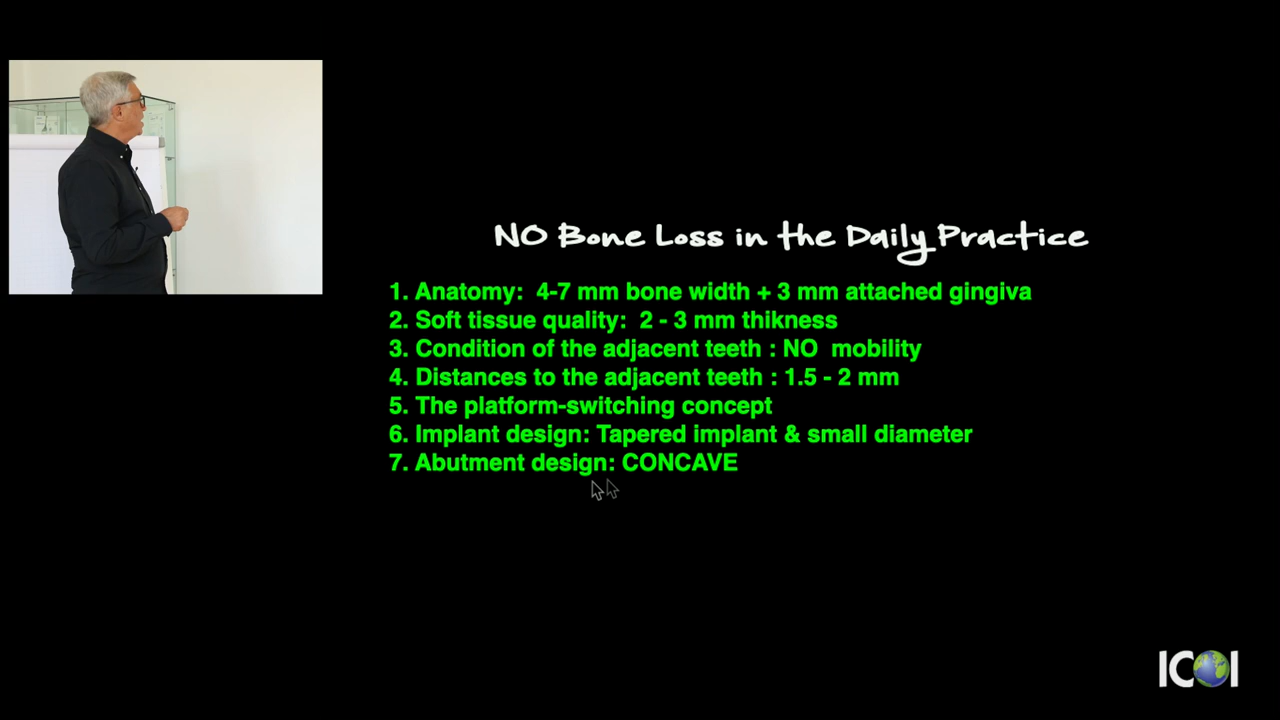 NO Bone Loss in the Daily Practice
1. Anatomy: 4-7 mm bone width + 3 mm attached gingiva
2. Soft tissue quality: 2 - 3 mm thikness
3. Condition of the adjacent teeth : NO mobility
4. Distances to the adjacent teeth : 1.5 - 2 mm
5. The platform-switching concept
6. Implant design: Tapered implant & small diameter
7. Abutment design: CONCAVE
ICOI